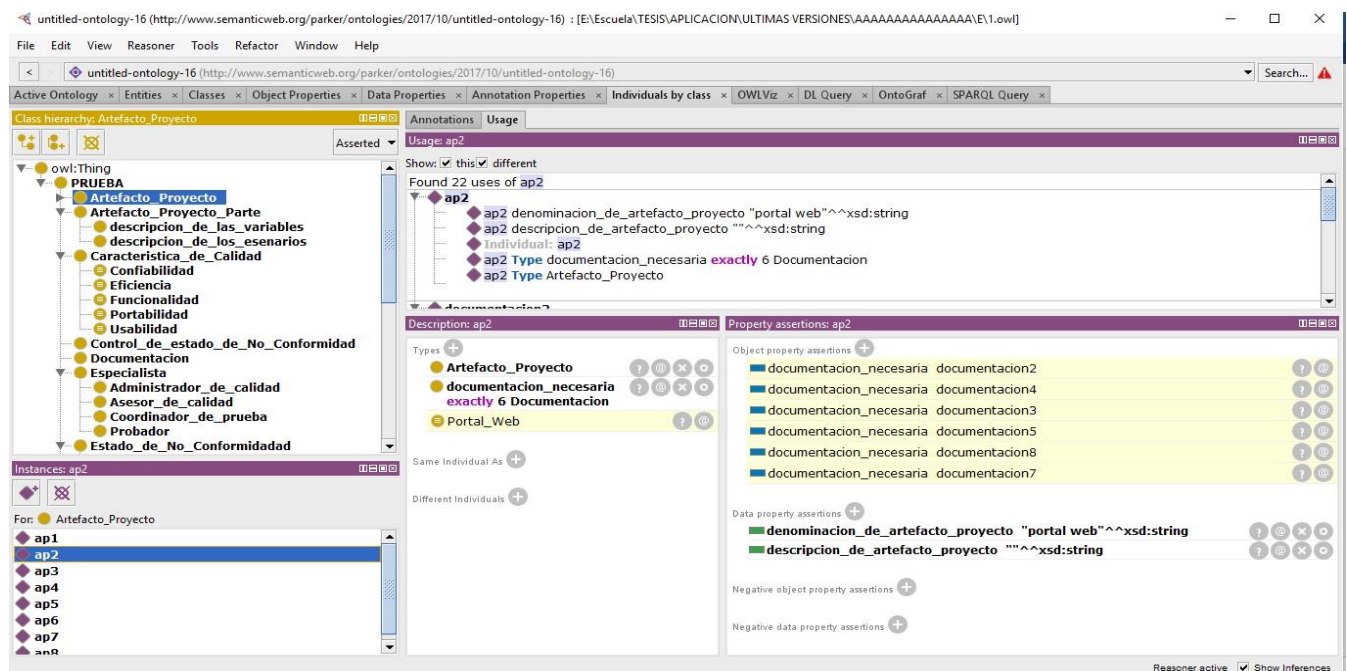 untitled-ontology-16 (http://www.semanticweb.org/parker/ontologies/2017/10/untitled-ontology-16) : [E:\Escuela\TESIS\APLICACION\ULTIMAS VERSIONES\AAAAAAAAAAAAAAA\E\1.owl]
File Edit View Reasoner Tools Refactor Window Help
untitled-ontology-16 (http://www.semanticweb.org/parker/ontologies/2017/10/untitled-ontology-16)
Search...
Active Ontology × Entities × Classes × Object Properties × Data Properties × Annotation Properties × Individuals by class × OWLViz × DL Query × OntoGraf × SPARQL Query ×
Class hierarchy: Artefacto_Proyecto
Asserted
owl:Thing
PRUEBA
Artefacto_Proyecto
Artefacto_Proyecto_Parte
descripcion_de_las_variables
descripcion_de_los_esenarios
Caracteristica_de_Calidad
Confiabilidad
Eficiencia
Funcionalidad
Portabilidad
Usabilidad
Control_de_estado_de_No_Conformidad
Documentacion
Especialista
Administrador_de_calidad
Asesor_de_calidad
Coordinador_de_prueba
Probador
Estado_de_No_Conformidadad
Instances: ap2
For: Artefacto_Proyecto
ap1
ap2
ap3
ap4
ap5
ap6
ap7
ap8
Annotations Usage
Usage: ap2
Show: this different
Found 22 uses of ap2
ap2
ap2 denominacion_de_artefacto_proyecto "portal web"^^xsd:string
ap2 descripcion_de_artefacto_proyecto ""^^xsd:string
Individual: ap2
ap2 Type documentacion_necesaria exactly 6 Documentacion
ap2 Type Artefacto_Proyecto
documentacion2
Description: ap2
Types
Artefacto_Proyecto
documentacion_necesaria
exactly 6 Documentacion
Portal_Web
Same Individual As
Different Individuals
Property assertions: ap2
Object property assertions
documentacion_necesaria documentacion2
documentacion_necesaria documentacion4
documentacion_necesaria documentacion3
documentacion_necesaria documentacion5
documentacion_necesaria documentacion8
documentacion_necesaria documentacion7
Data property assertions
denominacion_de_artefacto_proyecto "portal web"^^xsd:string
descripcion_de_artefacto_proyecto ""^^xsd:string
Negative object property assertions
Negative data property assertions
Reasoner active Show Inferences